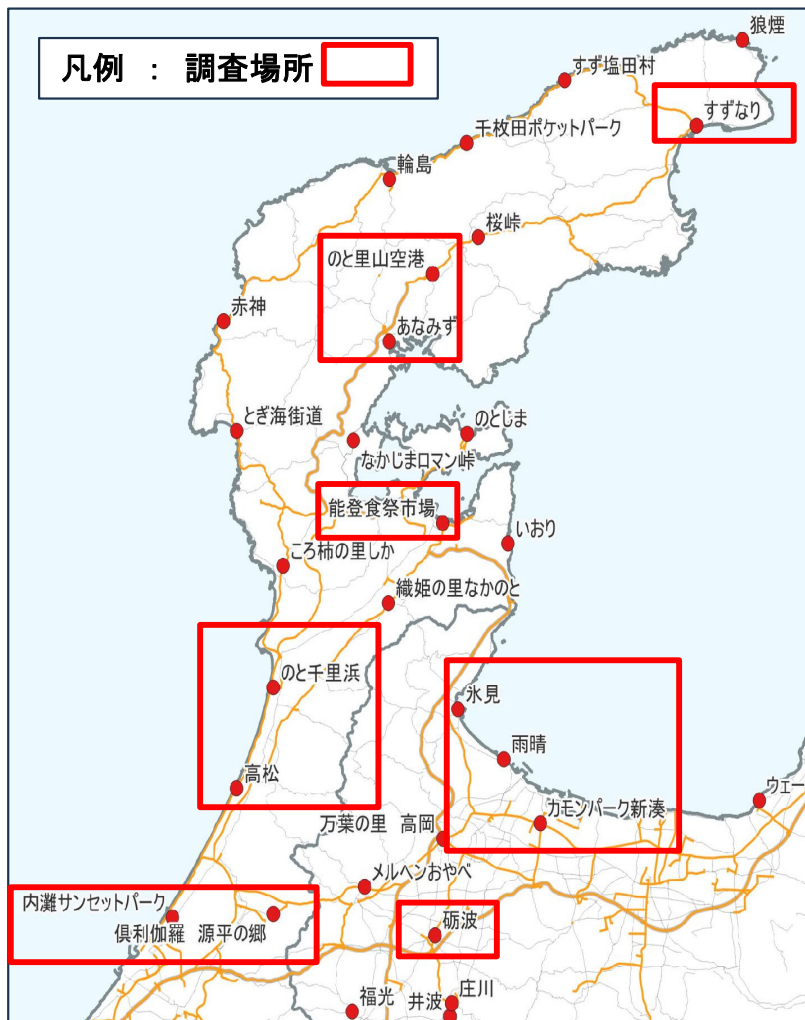 凡例 ： 調査場所
狼煙
すず塩田村
すずなり
千枚田ポケットパーク
輪島
桜峠
のと里山空港
赤神
あなみず
とぎ海街道
のとじま
なかじまロマン峠
能登食祭市場
いおり
ころ柿の里しか
織姫の里なかのと
のと千里浜
氷見
雨晴
高松
ウェー
万葉の里 高岡
カモンパーク新湊
メルヘンおやべ
内灘サンセットパーク
倶利伽羅 源平の郷
砺波
福光
井波
庄川